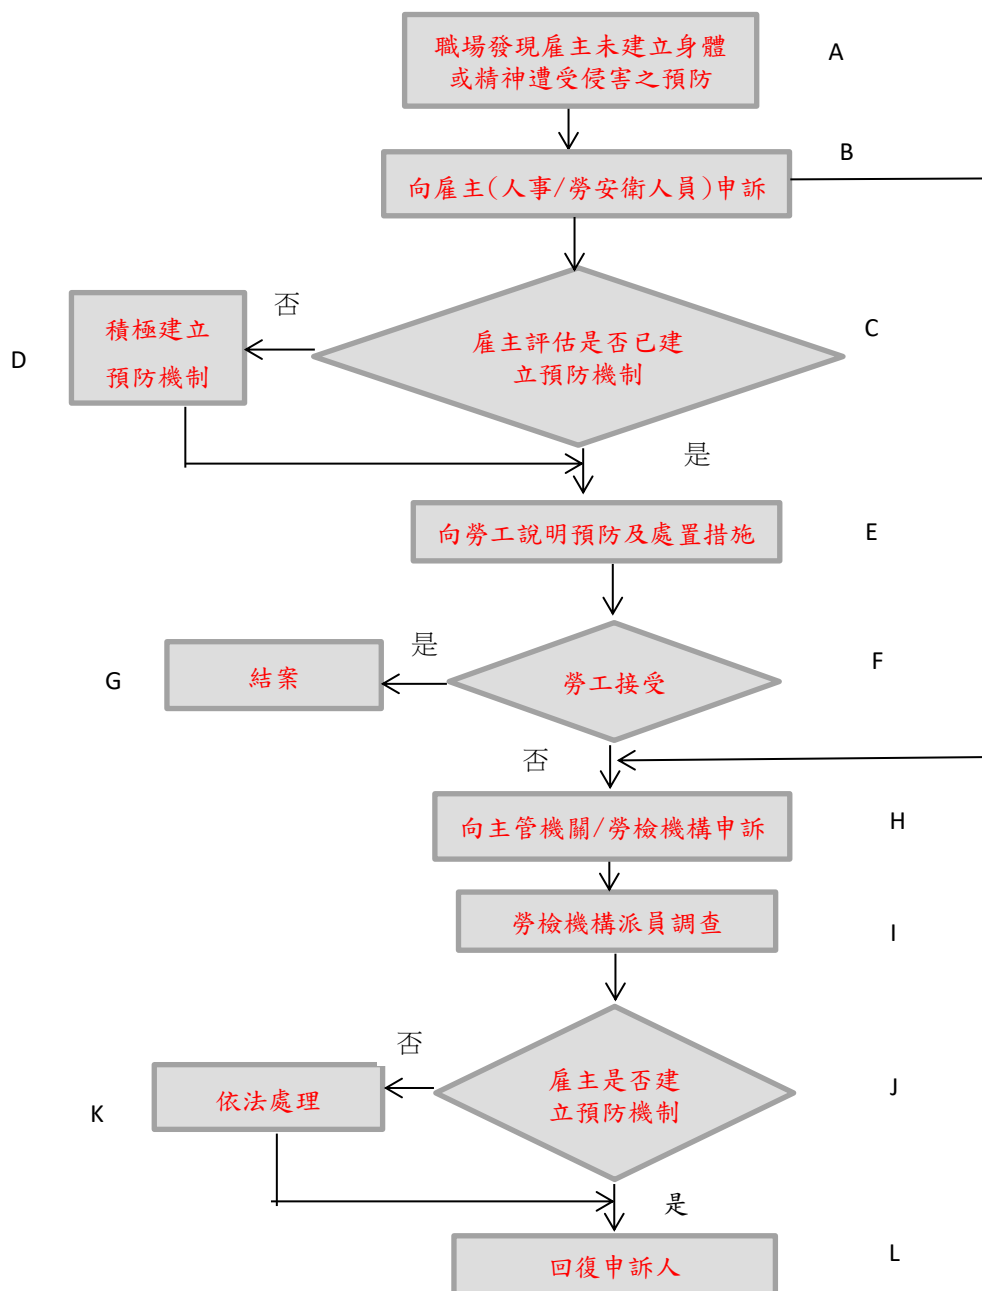 職場發現雇主未建立身體
或精神遭受侵害之預防
A
B
向雇主(人事/勞安衛人員)申訴
否
積極建立
預防機制
D
雇主評估是否已建
立預防機制
C
是
向勞工說明預防及處置措施
E
是
G
結案
勞工接受
F
否
向主管機關/勞檢機構申訴
H
勞檢機構派員調查
I
否
雇主是否建
立預防機制
J
K
依法處理
是
回復申訴人
L